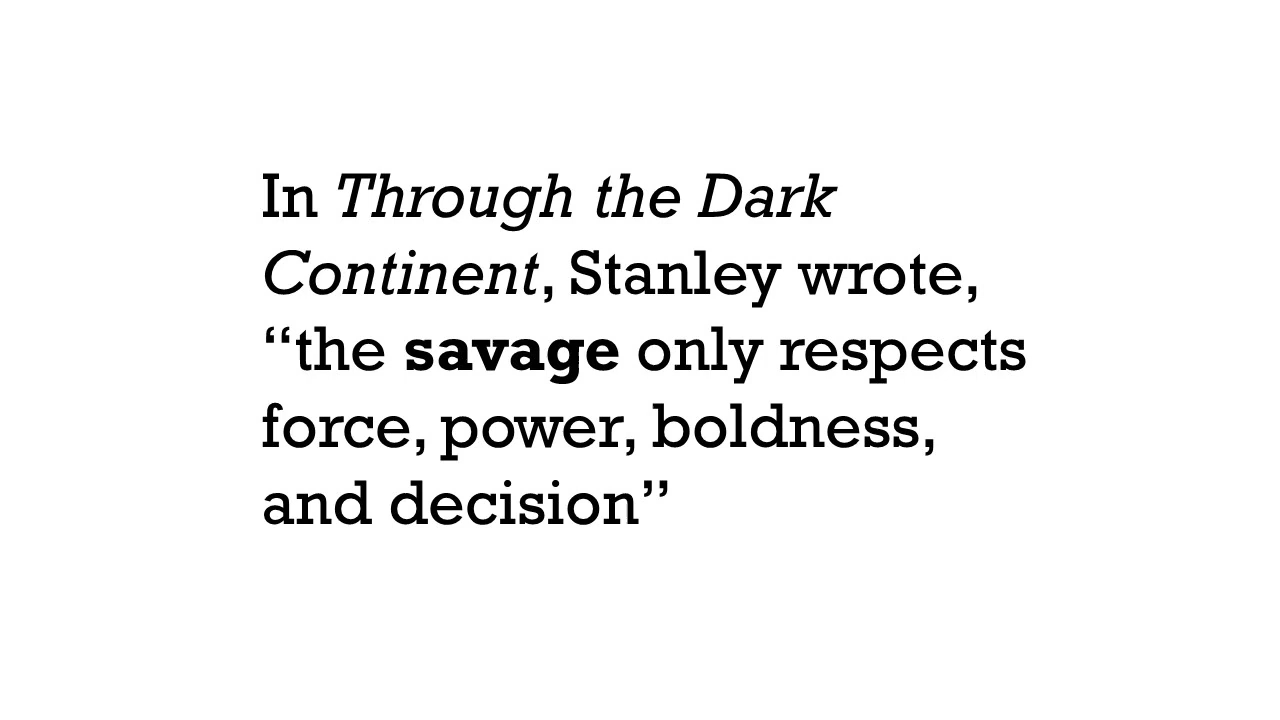 In Through the Dark
Continent, Stanley wrote,
“the savage only respects
force, power, boldness,
and decision”